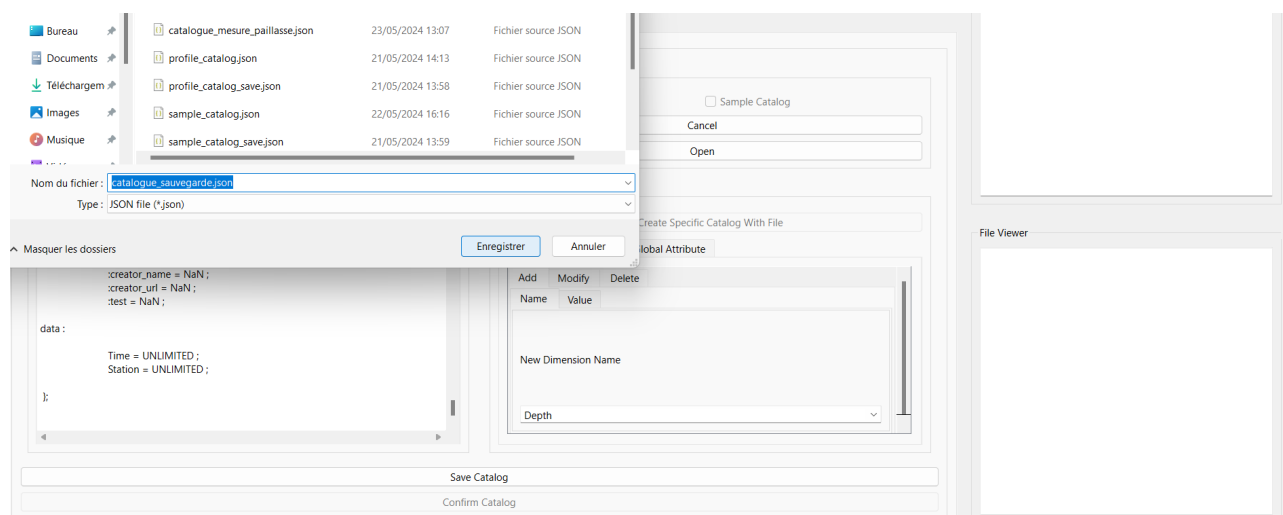 Bureau
Documents
Téléchargem
Images
Musique
catalogue_mesure_paillasse.json 23/05/2024 13:07 Fichier source JSON
profile_catalog.json 21/05/2024 14:13 Fichier source JSON
profile_catalog_save.json 21/05/2024 13:58 Fichier source JSON
sample_catalog.json 22/05/2024 16:16 Fichier source JSON
sample_catalog_save.json 21/05/2024 13:59 Fichier source JSON
Nom du fichier : catalogue_sauvegarde.json
Type : JSON file (*.json)
Masquer les dossiers
Enregistrer Annuler
Sample Catalog
Cancel
Open
Create Specific Catalog With File
Global Attribute
:creator_name = NaN ;
:creator_url = NaN ;
:test = NaN ;
data :
Time = UNLIMITED ;
Station = UNLIMITED ;
};
Add Modify Delete
Name Value
New Dimension Name
Depth
Save Catalog
Confirm Catalog
File Viewer